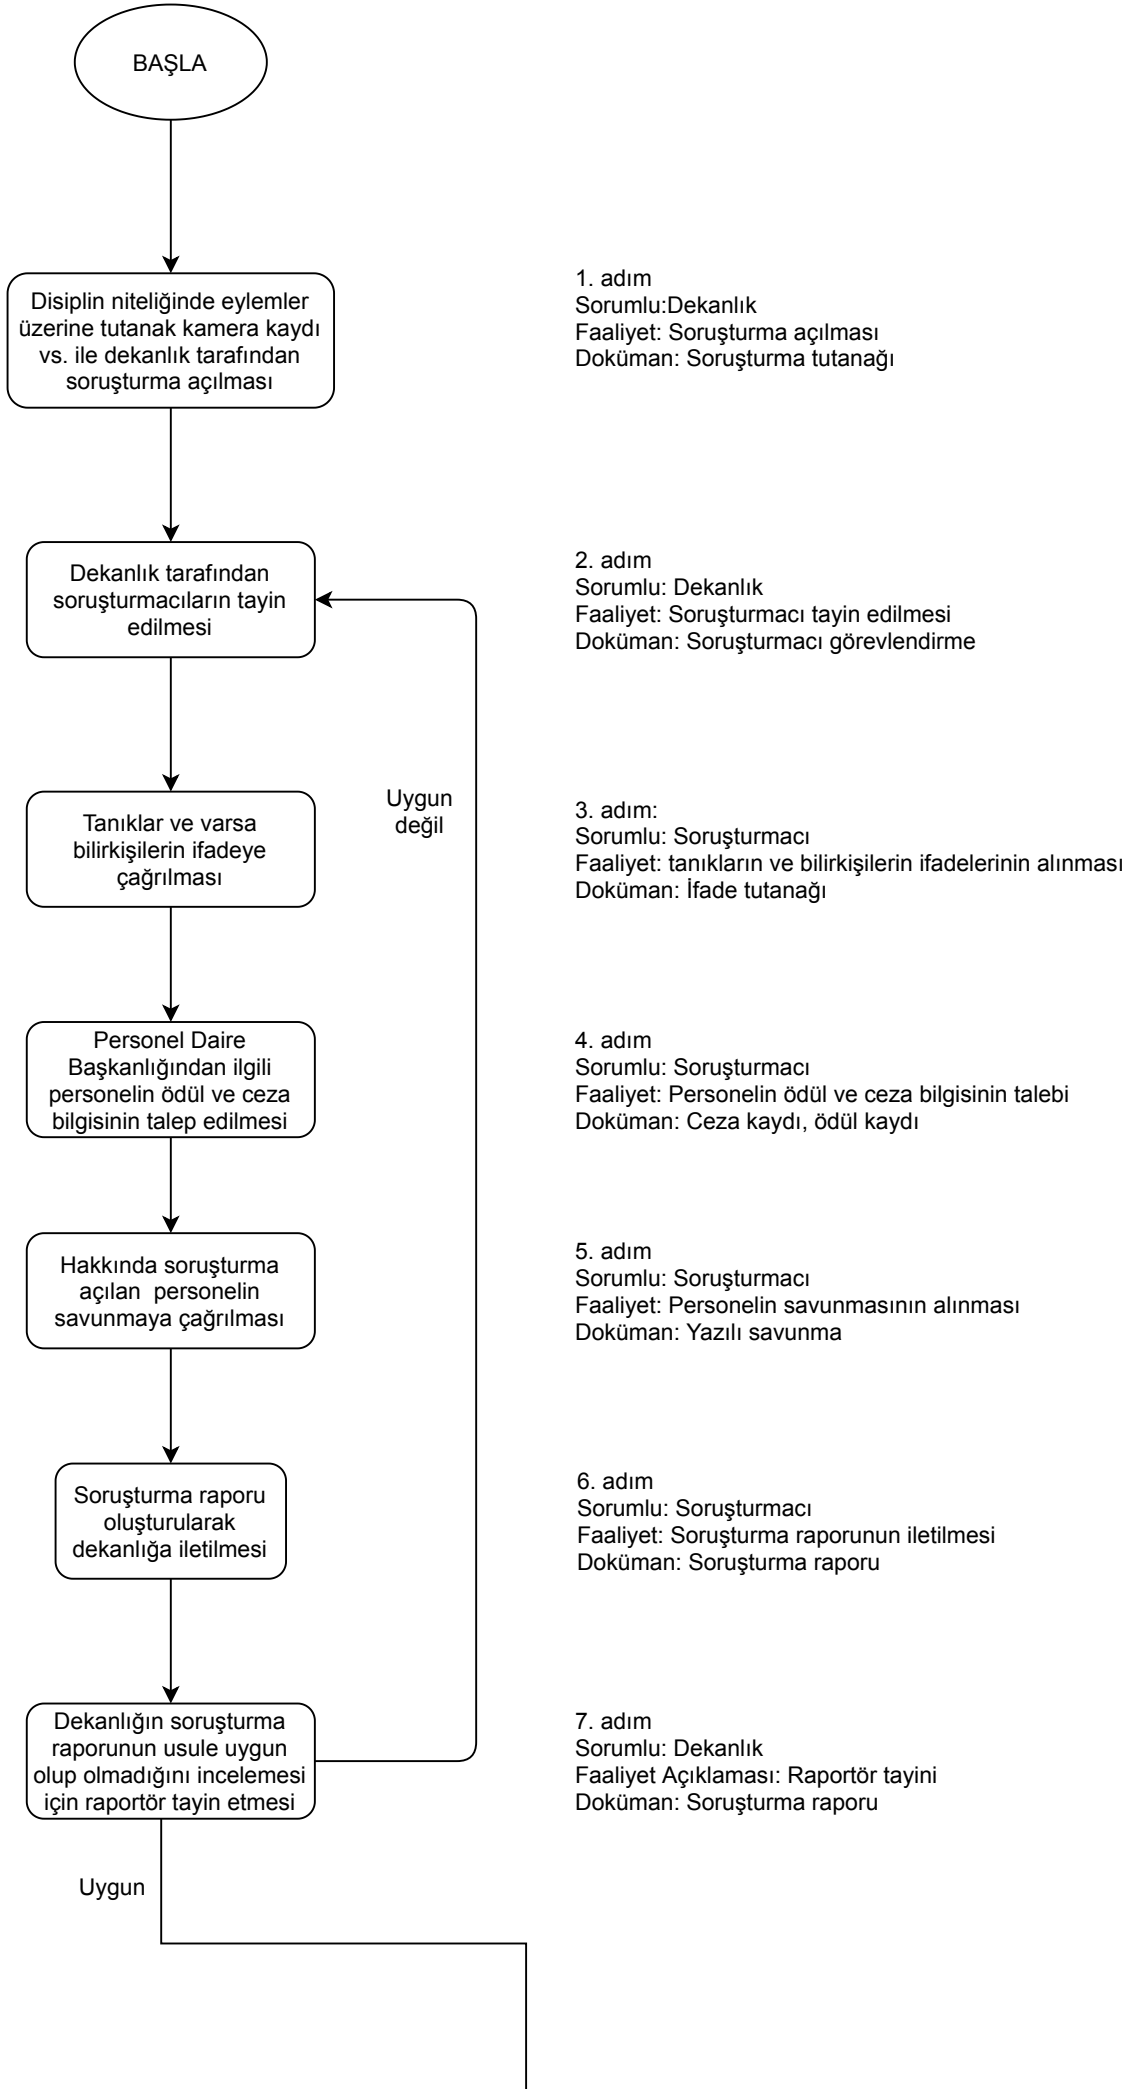 BAŞLA
Disiplin niteliğinde eylemler
üzerine tutanak kamera kaydı
vs. ile dekanlık tarafından
soruşturma açılması
1. adım
Sorumlu:Dekanlık
Faaliyet: Soruşturma açılması
Doküman: Soruşturma tutanağı
Dekanlık tarafından
soruşturmacıların tayin
edilmesi
2. adım
Sorumlu: Dekanlık
Faaliyet: Soruşturmacı tayin edilmesi
Doküman: Soruşturmacı görevlendirme
Uygun
değil
Tanıklar ve varsa
bilirkişilerin ifadeye
çağrılması
3. adım:
Sorumlu: Soruşturmacı
Faaliyet: tanıkların ve bilirkişilerin ifadelerinin alınması
Doküman: İfade tutanağı
Personel Daire
Başkanlığından ilgili
personelin ödül ve ceza
bilgisinin talep edilmesi
4. adım
Sorumlu: Soruşturmacı
Faaliyet: Personelin ödül ve ceza bilgisinin talebi
Doküman: Ceza kaydı, ödül kaydı
Hakkında soruşturma
açılan  personelin
savunmaya çağrılması
5. adım
Sorumlu: Soruşturmacı
Faaliyet: Personelin savunmasının alınması
Doküman: Yazılı savunma
Soruşturma raporu
oluşturularak
dekanlığa iletilmesi
6. adım
Sorumlu: Soruşturmacı
Faaliyet: Soruşturma raporunun iletilmesi
Doküman: Soruşturma raporu
Dekanlığın soruşturma
raporunun usule uygun
olup olmadığını incelemesi
için raportör tayin etmesi
7. adım
Sorumlu: Dekanlık
Faaliyet Açıklaması: Raportör tayini
Doküman: Soruşturma raporu
Uygun